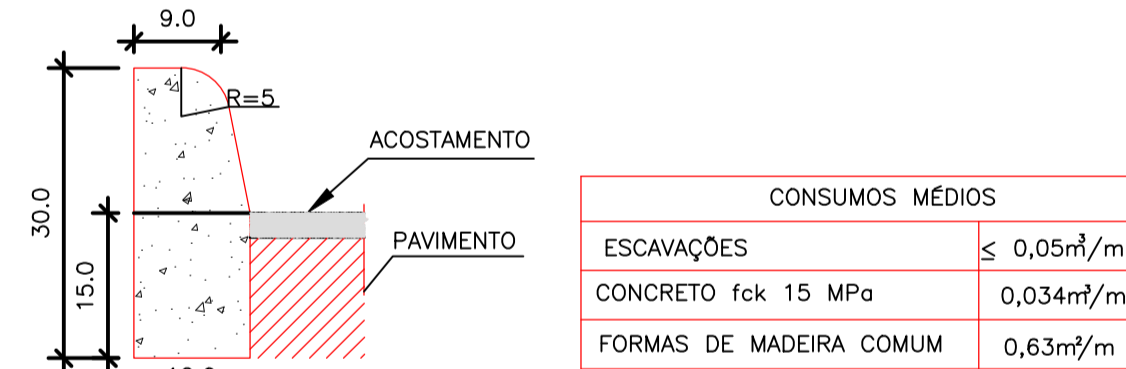 9.0
R=5
ACOSTAMENTO
30.0
15.0
PAVIMENTO
CONSUMOS MÉDIOS
ESCAVAÇÕES ≤ 0,05m³/m
CONCRETO fck 15 MPa 0,034m³/m
FORMAS DE MADEIRA COMUM 0,63m²/m